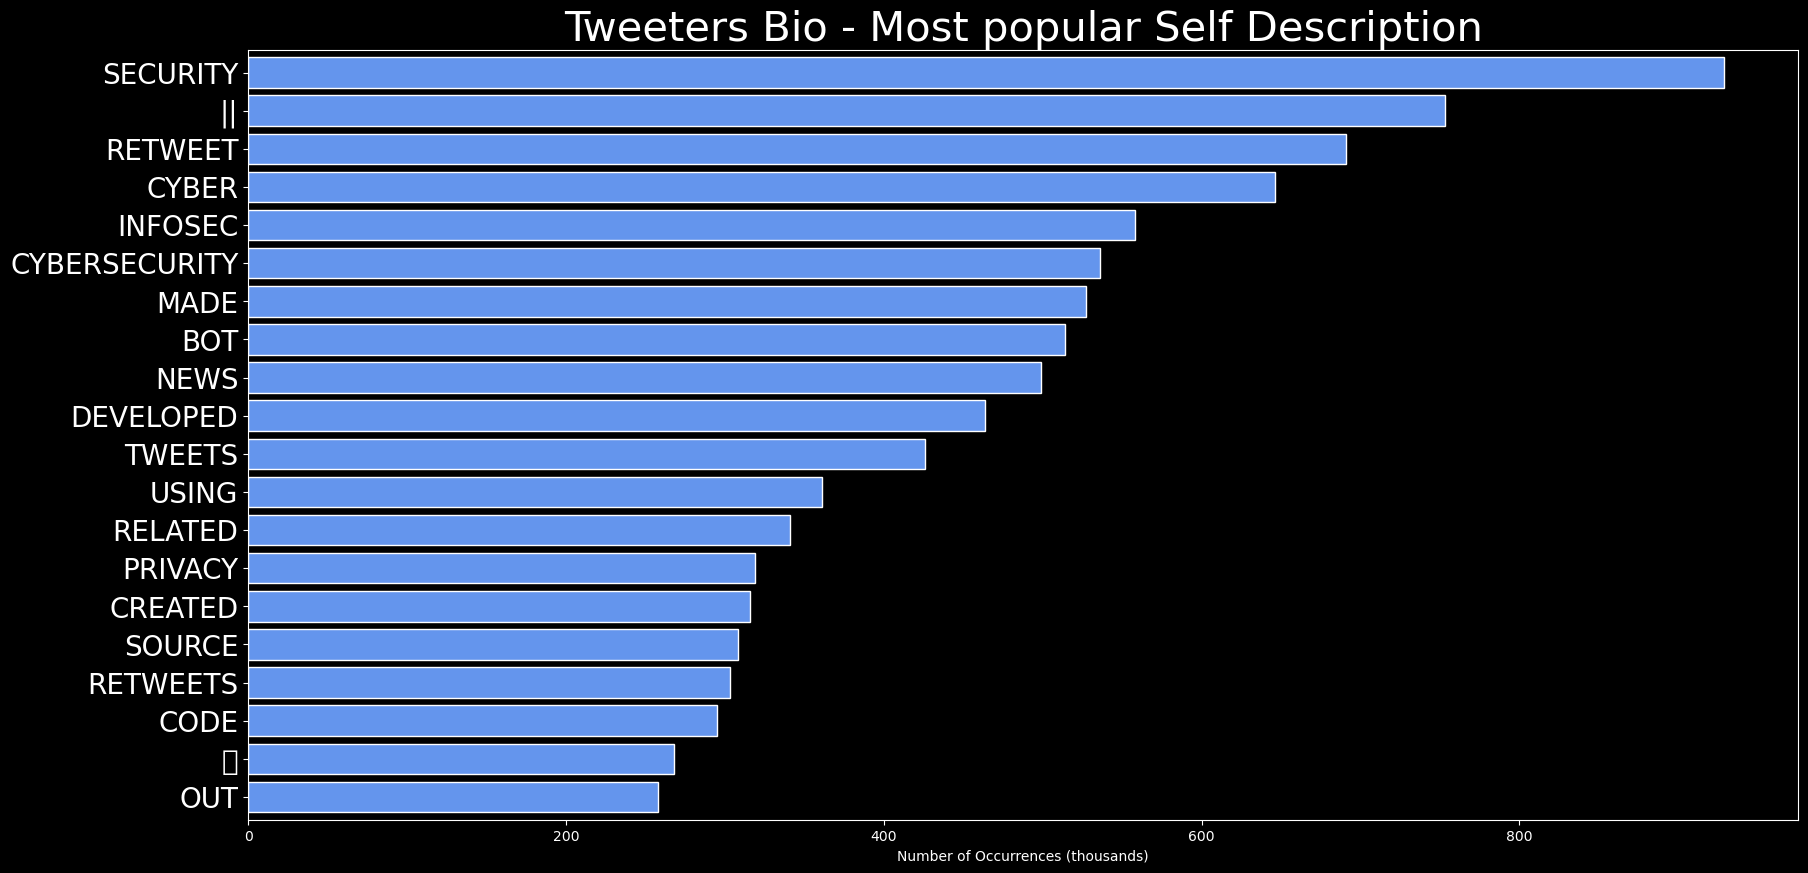 Tweeters Bio - Most popular Self Description
SECURITY
||
RETWEET
CYBER
INFOSEC
CYBERSECURITY
MADE
BOT
NEWS
DEVELOPED
TWEETS
USING
RELATED
PRIVACY
CREATED
SOURCE
RETWEETS
CODE
OUT
0 200 400 600 800
Number of Occurrences (thousands)